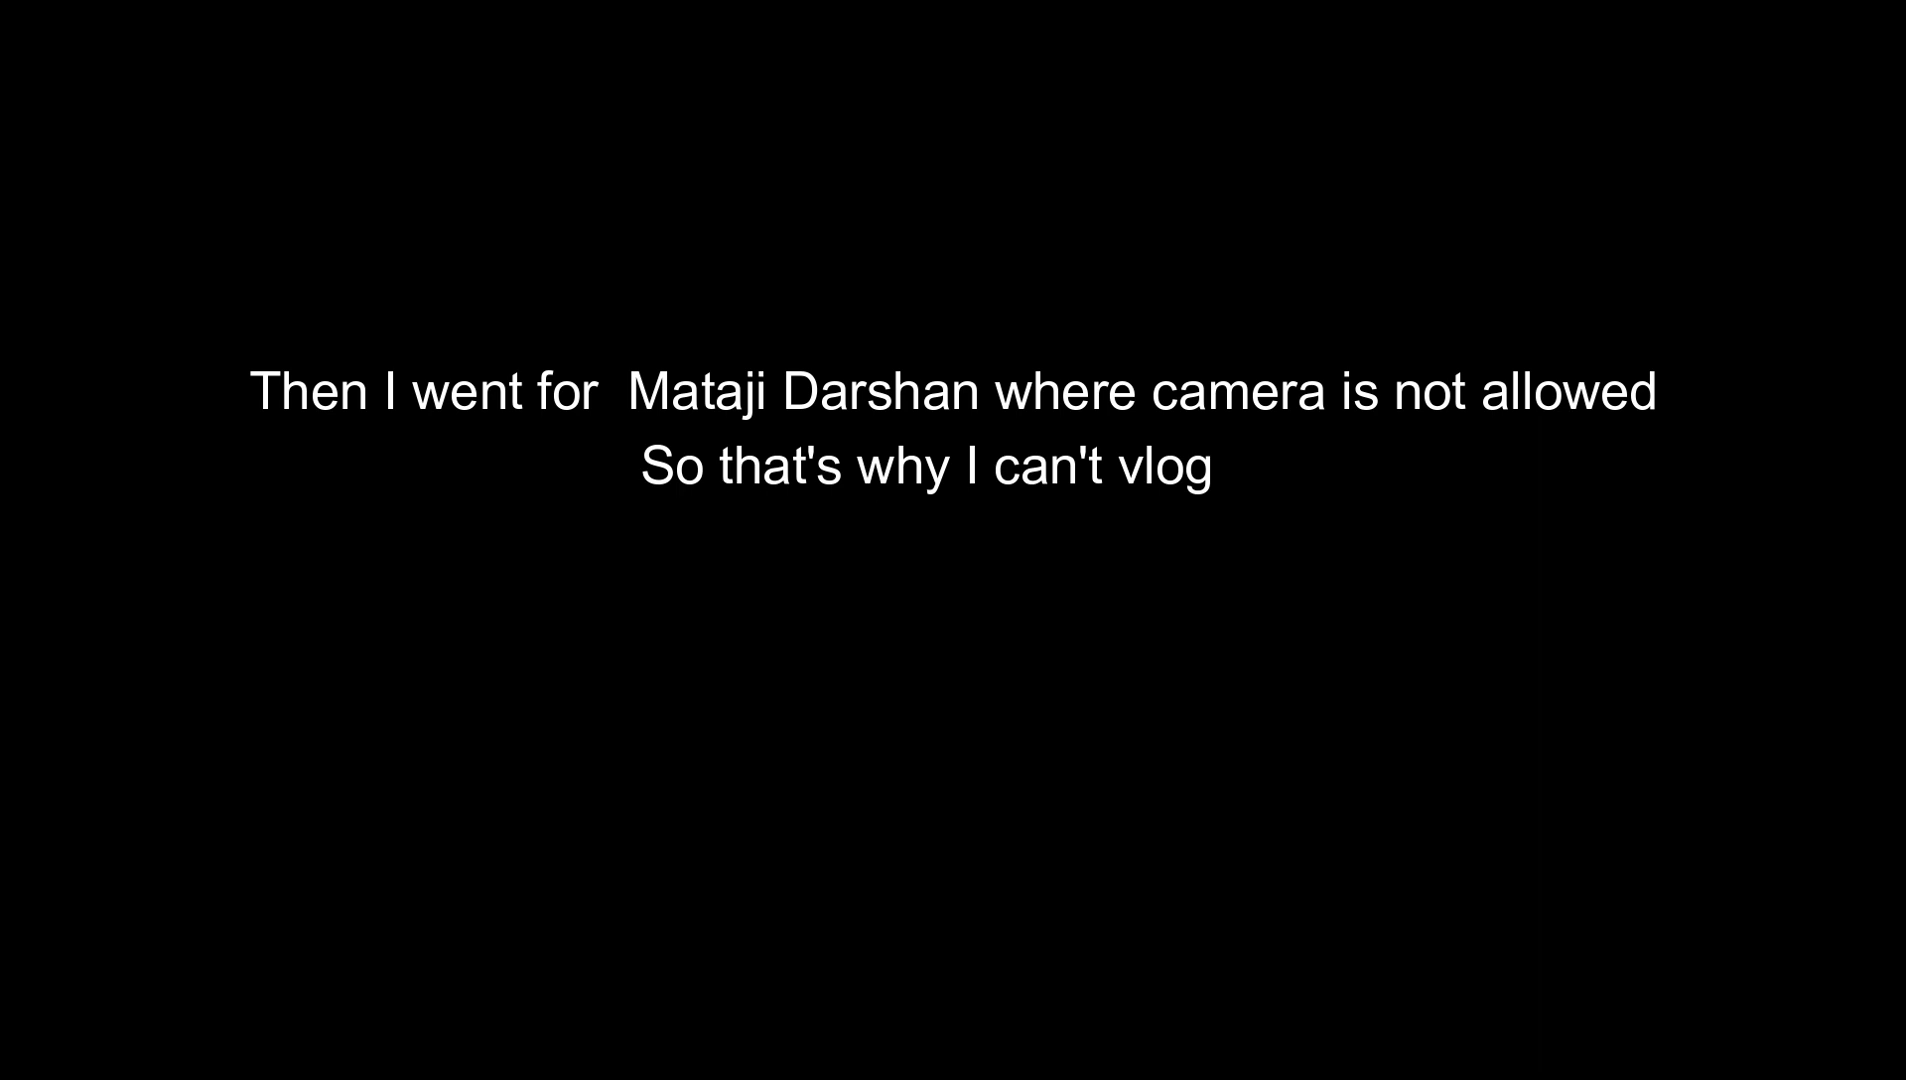 Then I went for  Mataji Darshan where camera is not allowed
So that's why I can't vlog